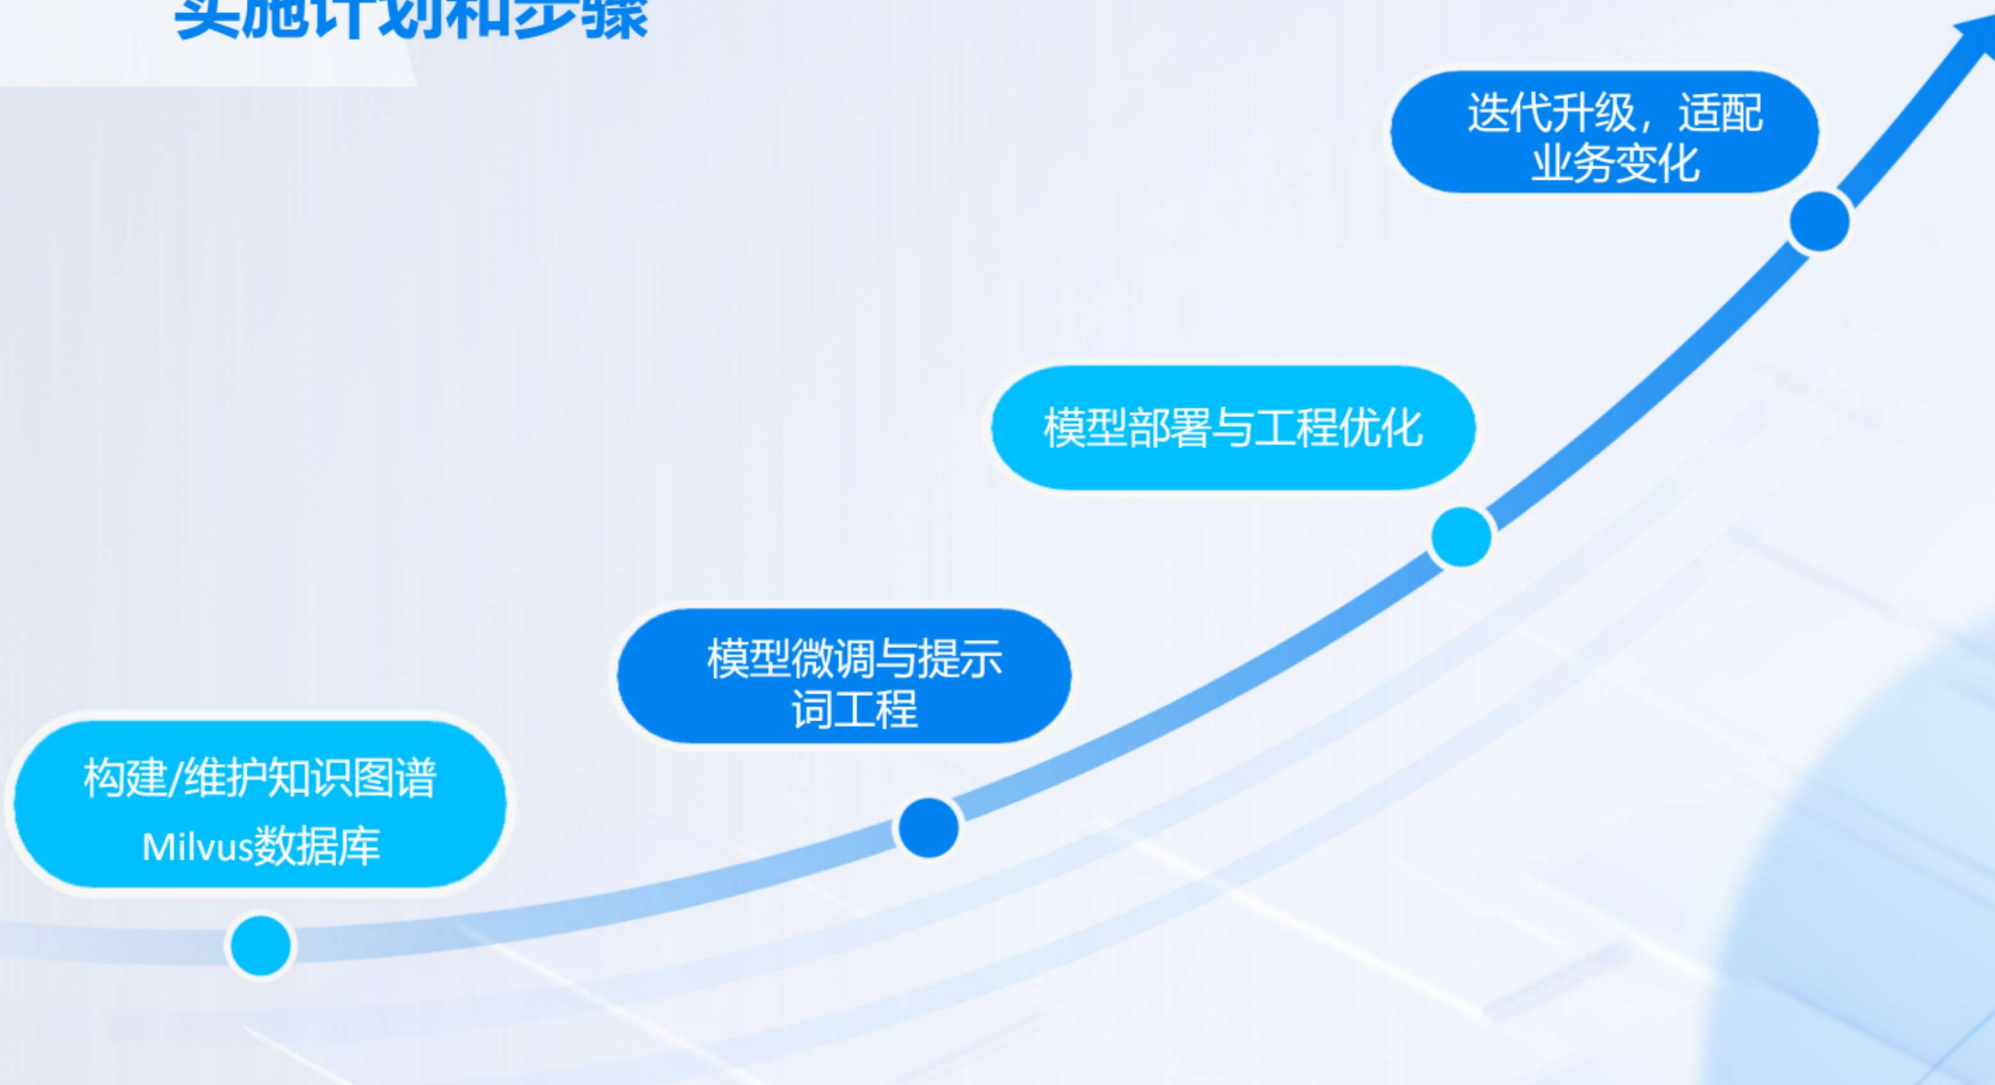 实施计划和步骤
迭代升级，适配
业务变化
模型部署与工程优化
模型微调与提示
词工程
构建/维护知识图谱
Milvus数据库